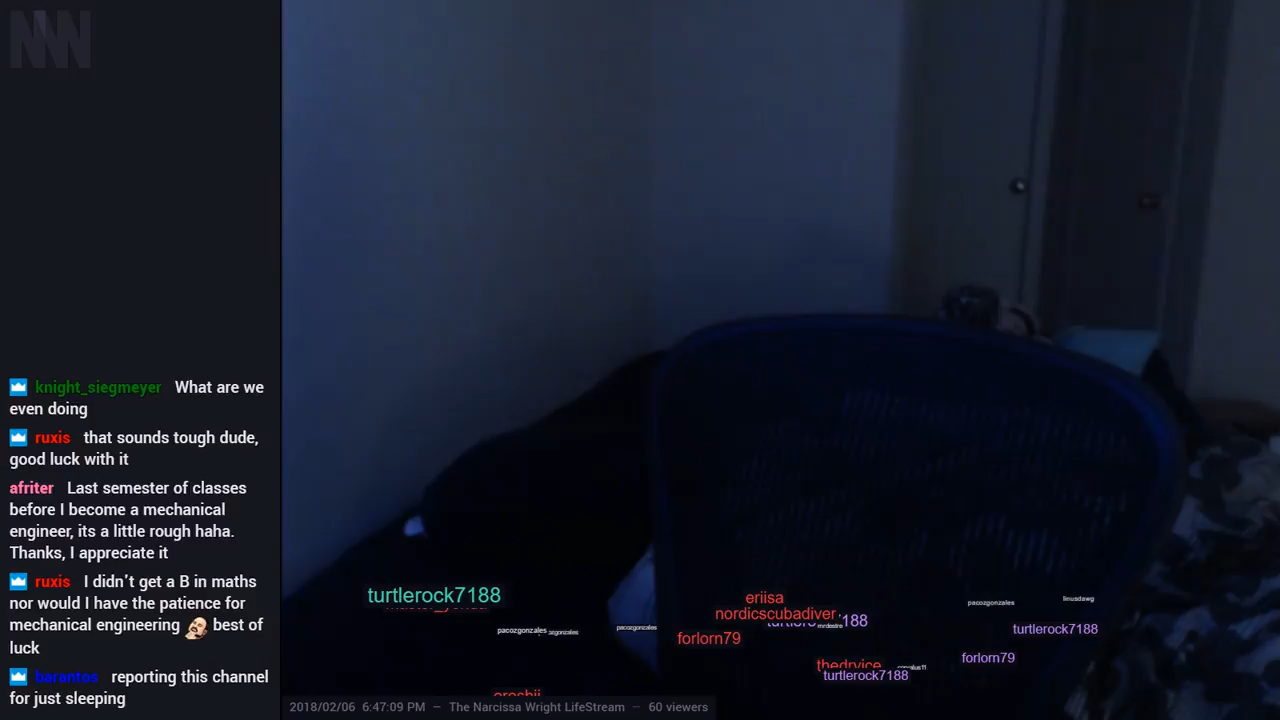 NNN
knight_siegmeyer What are we
even doing
ruxis that sounds tough dude,
good luck with it
afriter Last semester of classes
before I become a mechanical
engineer, its a little rough haha.
Thanks, I appreciate it
ruxis I didn't get a B in maths
nor would I have the patience for
mechanical engineering best of
luck
barantos reporting this channel
for just sleeping
turtlerock7188
pacozgonzales
pacozgonzales
eriisa
nordicscubadiver
188
forlorn79
thedrvice
turtlerock7188
pacozgonzales
linusdawg
turtlerock7188
forlorn79
2018/02/06 6:47:09 PM – The Narcissa Wright LifeStream – 60 viewers